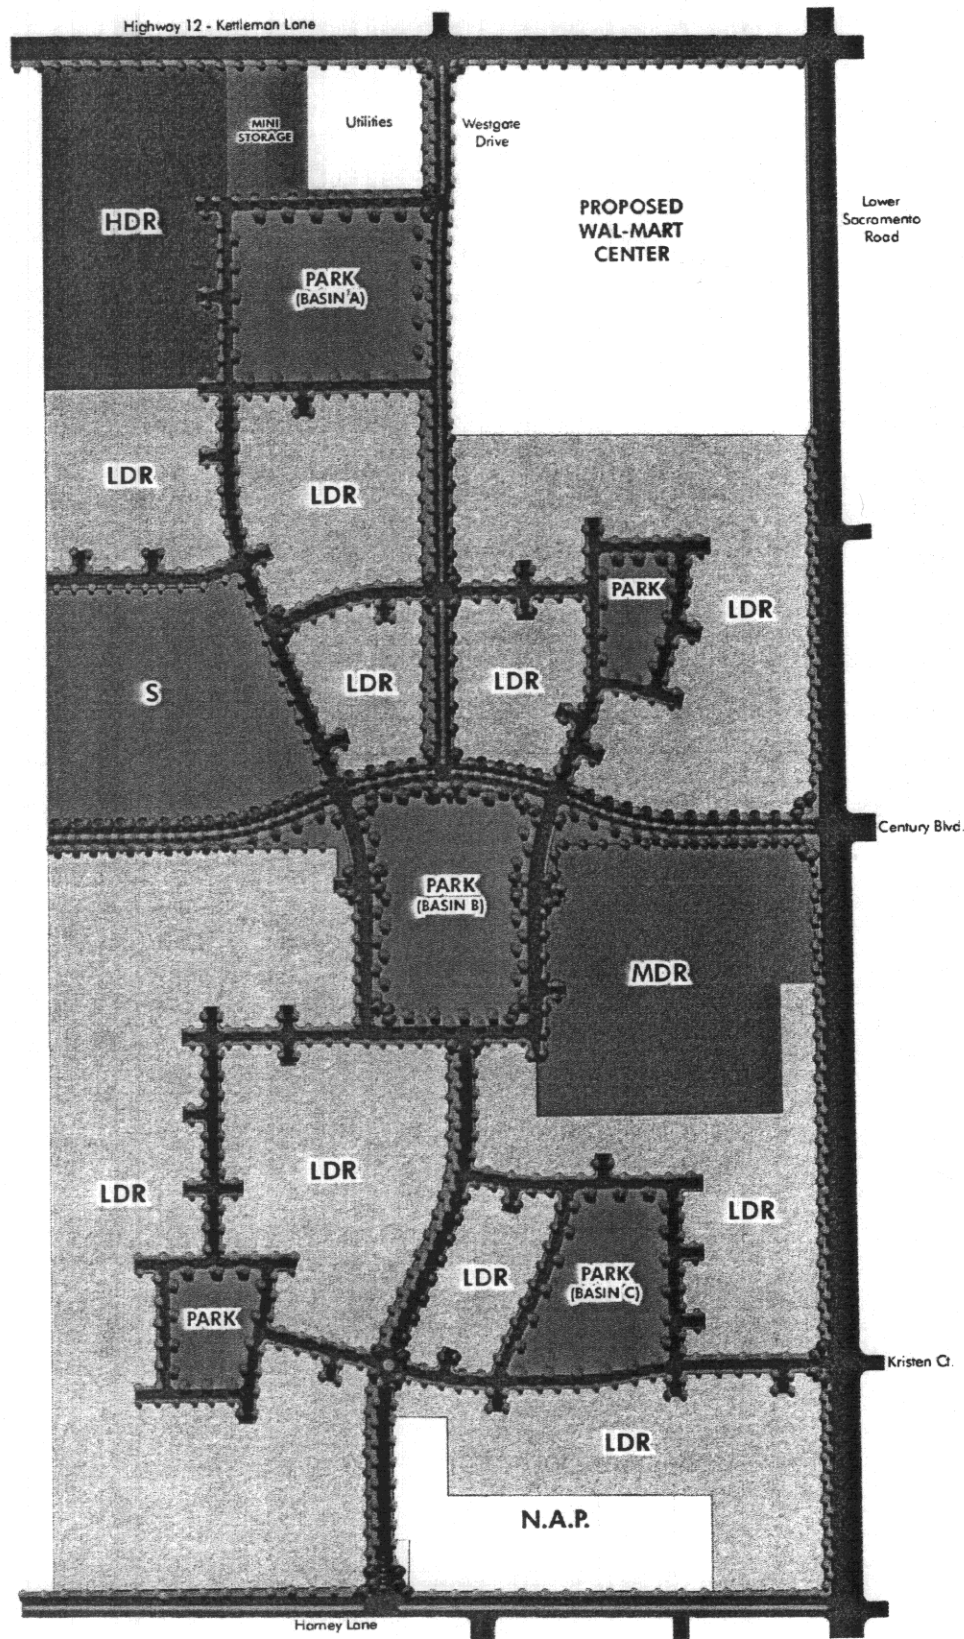 Highway 12 - Kettleman Lane
MINI
STORAGE
Utilities
Westgate
Drive
HDR
PROPOSED
WAL-MART
CENTER
Lower
Sacramento
Road
PARK
(BASIN A)
LDR
LDR
PARK
LDR
S
LDR
LDR
Century Blvd.
PARK
(BASIN B)
MDR
LDR
LDR
LDR
LDR
PARK
(BASIN C)
PARK
Kristen Ct.
LDR
N.A.P.
Harney Lane